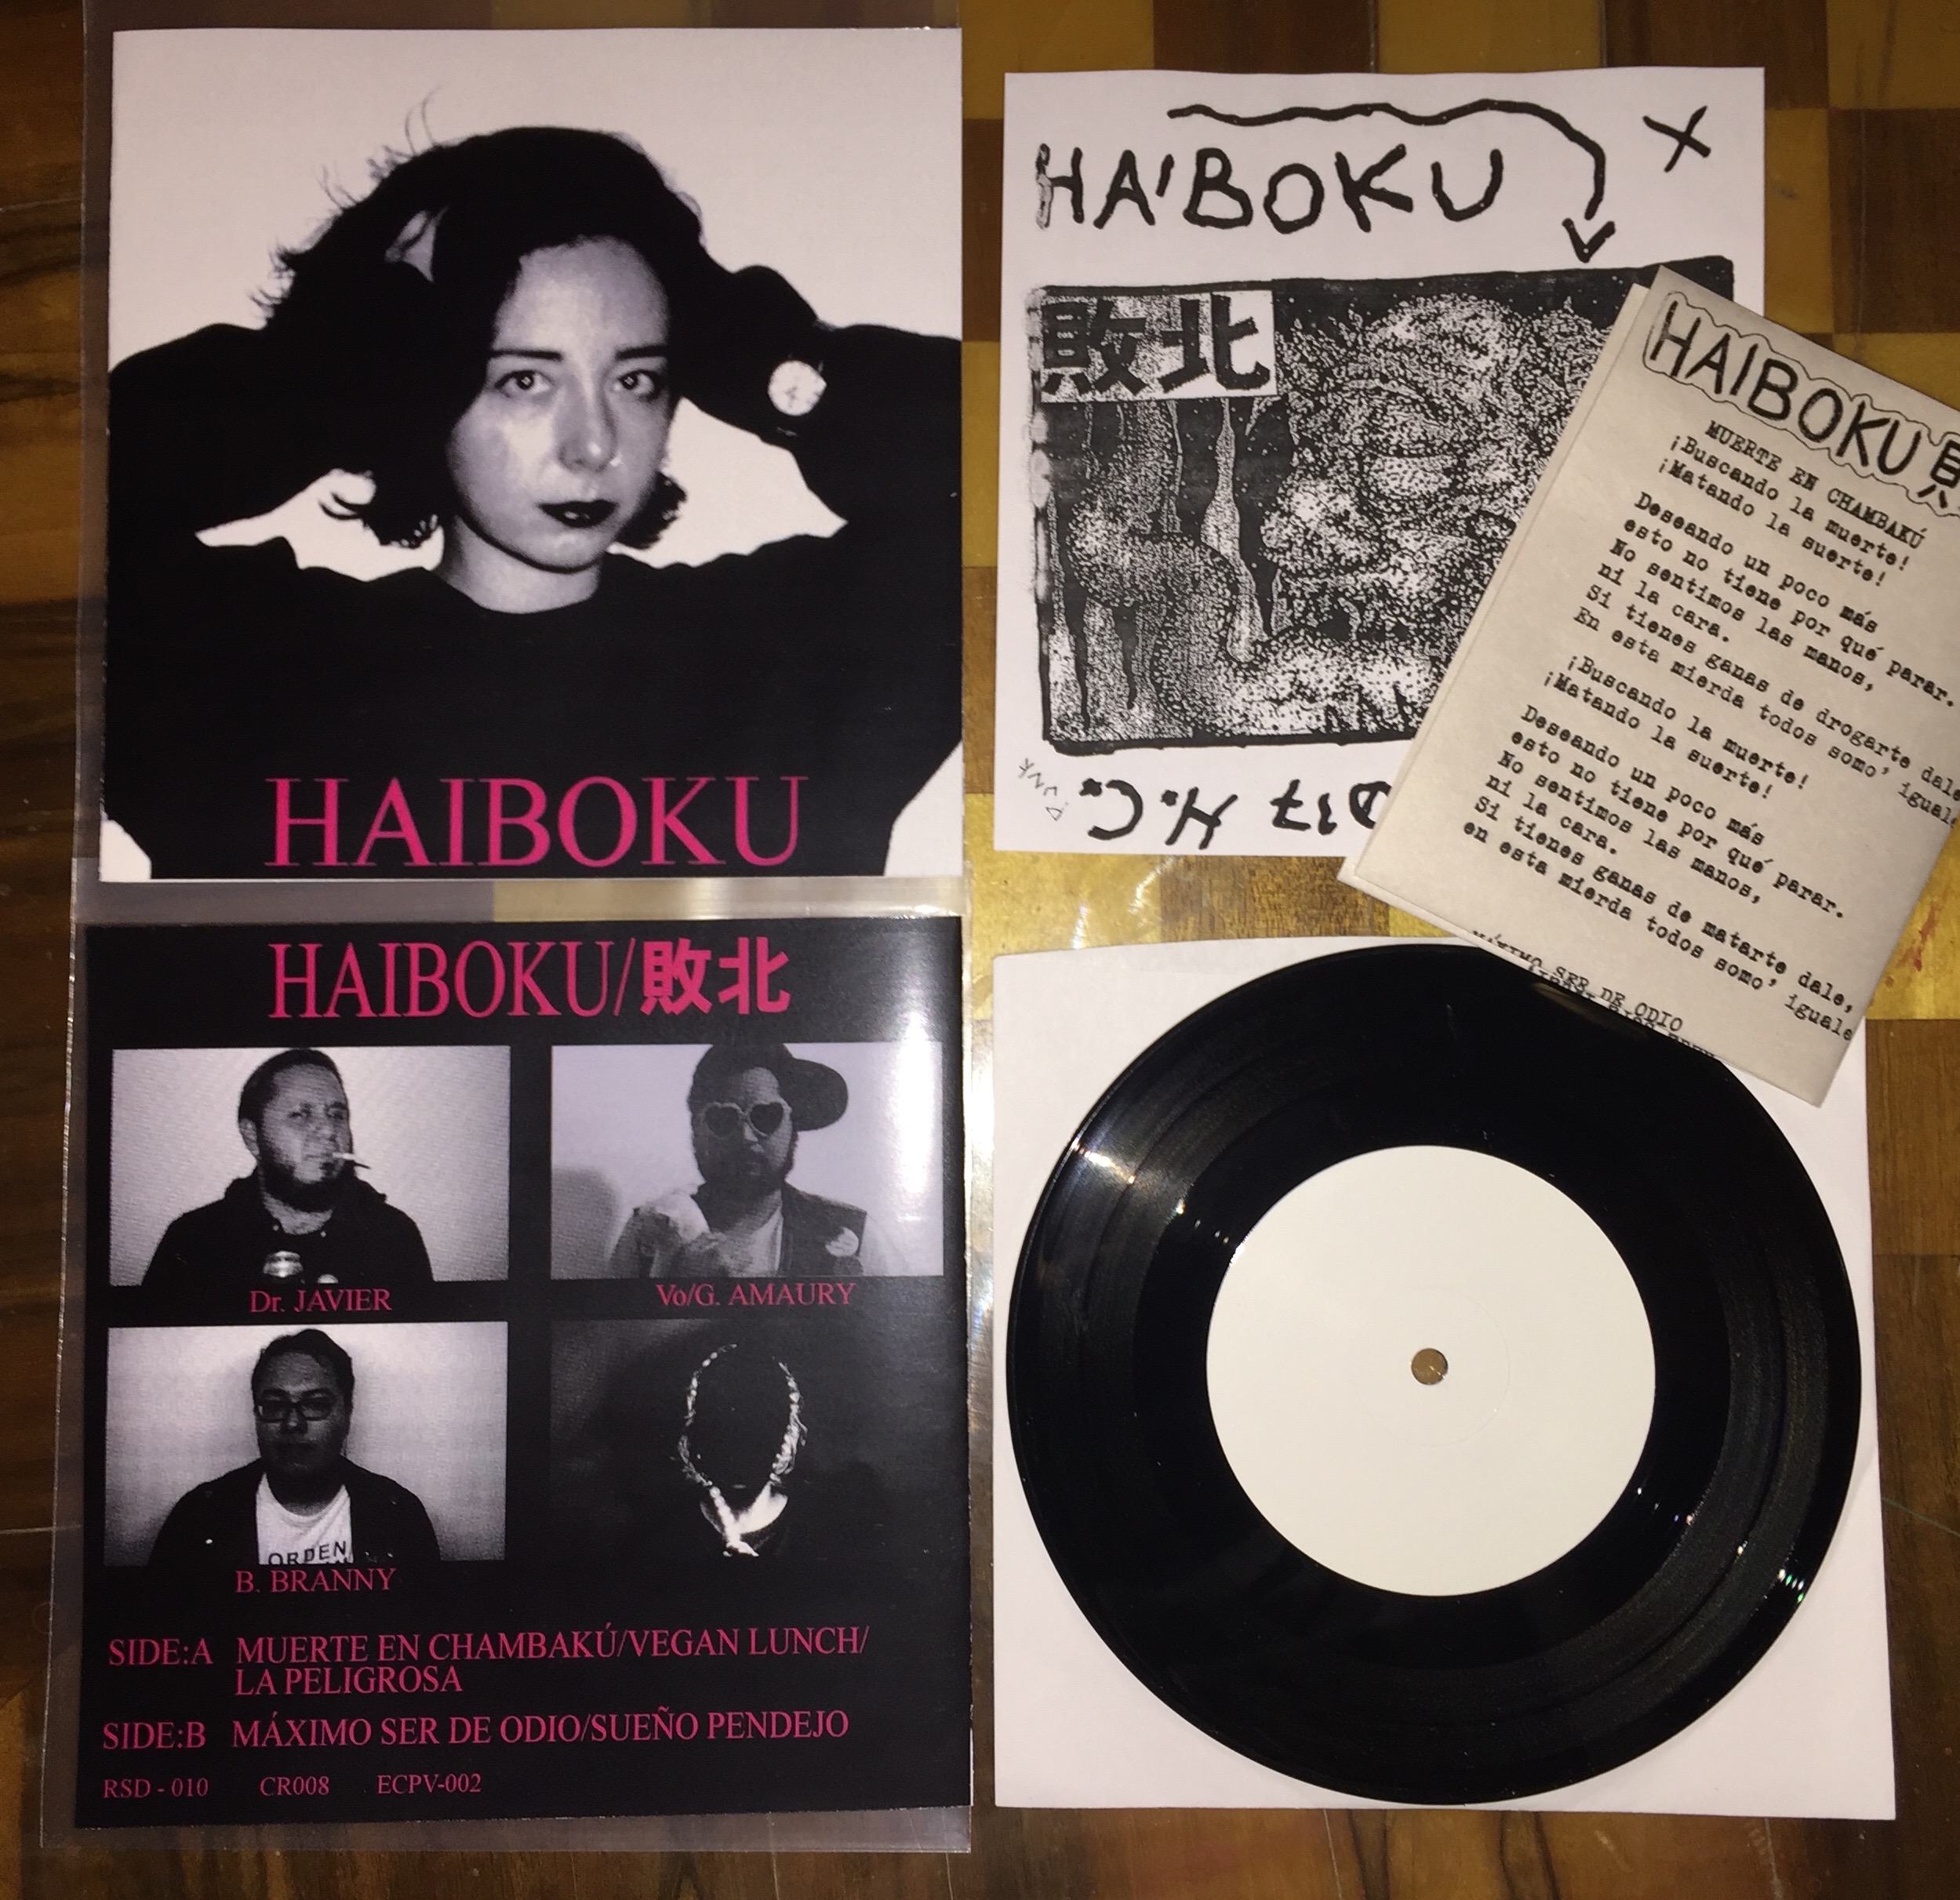 HAIBOKU
HAIBOKU/敗北
Dr. JAVIER
Vo/G. AMAURY
B. BRANNY
ORDEN
SIDE:A MUERTE EN CHAMBAKÚ/VEGAN LUNCH/
LA PELIGROSA
SIDE:B MÁXIMO SER DE ODIO/SUEÑO PENDEJO
RSD - 010 CR008 ECPV-002
HA'BOKU
敗北
HAIBOKU
MUERTE EN CHAMBAKÚ
¡Buscando la muerte!
¡Matando la suerte!
Deseando un poco más
esto no tiene por qué parar.
No sentimos las manos,
ni la cara.
Si tienes ganas de drogarte dale
En esta mierda todos somo' iguale
¡Buscando la muerte!
¡Matando la suerte!
Deseando un poco más
esto no tiene por qué parar.
No sentimos las manos,
ni la cara.
Si tienes ganas de matarte dale,
en esta mierda todos somo' iguale
MÁXIMO SER DE ODIO